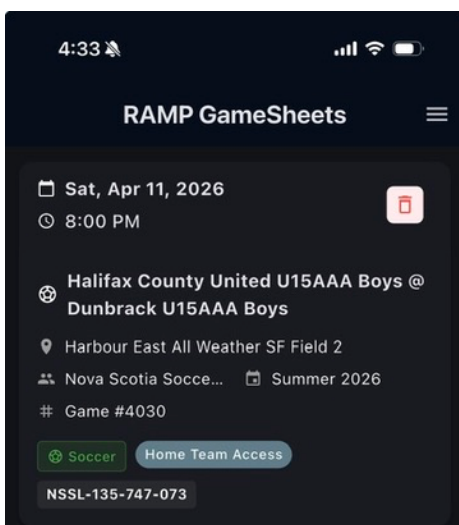 4:33
RAMP GameSheets
Sat, Apr 11, 2026
8:00 PM
Halifax County United U15AAA Boys @
Dunbrack U15AAA Boys
Harbour East All Weather SF Field 2
Nova Scotia Socce... Summer 2026
# Game #4030
Soccer Home Team Access
NSSL-135-747-073